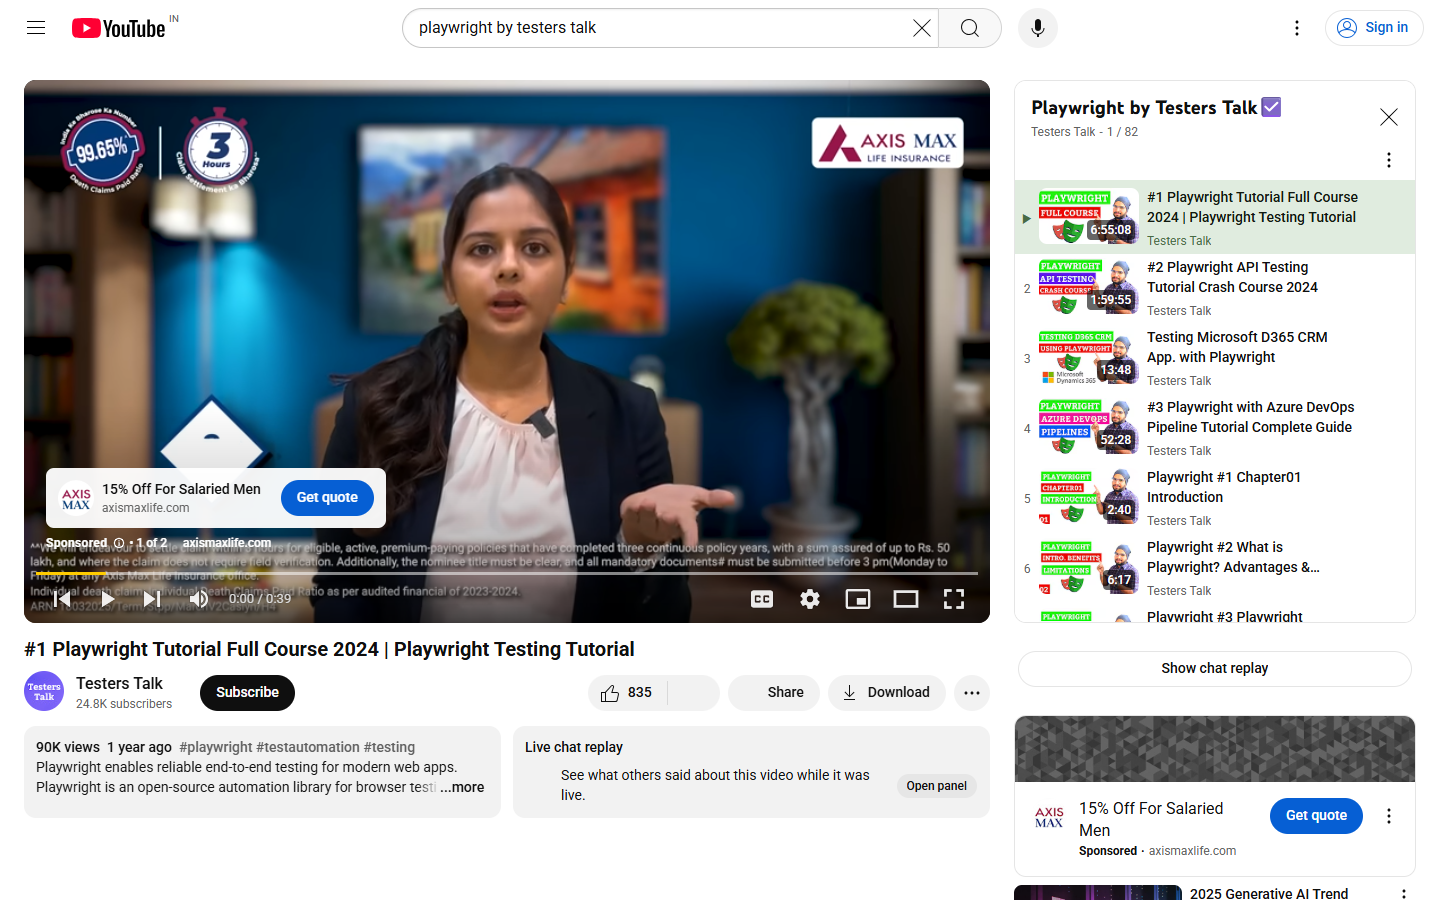 YouTube IN
playwright by testers talk
Sign in
India Ka Bharose Ka Number
99.65%
Death Claims Paid Ratio
3
Hours
Claim Settlement Ka Bharosa^^
AXIS MAX
LIFE INSURANCE
AXIS
MAX
15% Off For Salaried Men
axismaxlife.com
Get quote
Sponsored • 1 of 2 axismaxlife.com
^^We will endeavour to settle claim within 3 hours for eligible, active, premium-paying policies that have completed three continuous policy years, with a sum assured of up to Rs. 50
lakh, and where the claim does not require field verification. Additionally, the nominee title must be clear, and all mandatory documents# must be submitted before 3 pm(Monday to
Friday) at any Axis Max Life Insurance office.
Individual death claims Individual Death Claims Paid Ratio as per audited financial of 2023-2024.
0:00 / 0:39
CC
#1 Playwright Tutorial Full Course 2024 | Playwright Testing Tutorial
Testers
Talk
Testers Talk
24.8K subscribers
Subscribe
835
Share
Download
90K views 1 year ago #playwright #testautomation #testing
Playwright enables reliable end-to-end testing for modern web apps.
Playwright is an open-source automation library for browser testi ...more
Live chat replay
See what others said about this video while it was
live.
Open panel
Playwright by Testers Talk
Testers Talk - 1 / 82
PLAYWRIGHT
FULL COURSE
6:55:08
#1 Playwright Tutorial Full Course
2024 | Playwright Testing Tutorial
Testers Talk
2
PLAYWRIGHT
API TESTING
CRASH COURSE
1:59:55
#2 Playwright API Testing
Tutorial Crash Course 2024
Testers Talk
3
TESTING D365 CRM
USING PLAYWRIGHT
Microsoft
Dynamics 365
13:48
Testing Microsoft D365 CRM
App. with Playwright
Testers Talk
4
PLAYWRIGHT
AZURE DEVOPS
PIPELINES
52:28
#3 Playwright with Azure DevOps
Pipeline Tutorial Complete Guide
Testers Talk
5
PLAYWRIGHT
CHAPTER01
INTRODUCTION
01
2:40
Playwright #1 Chapter01
Introduction
Testers Talk
6
PLAYWRIGHT
INTRO. BENEFITS
LIMITATIONS
02
6:17
Playwright #2 What is
Playwright? Advantages &...
Testers Talk
PLAYWRIGHT
Playwright #3 Playwright
Show chat replay
AXIS
MAX
15% Off For Salaried
Men
Sponsored · axismaxlife.com
Get quote
2025 Generative AI Trend